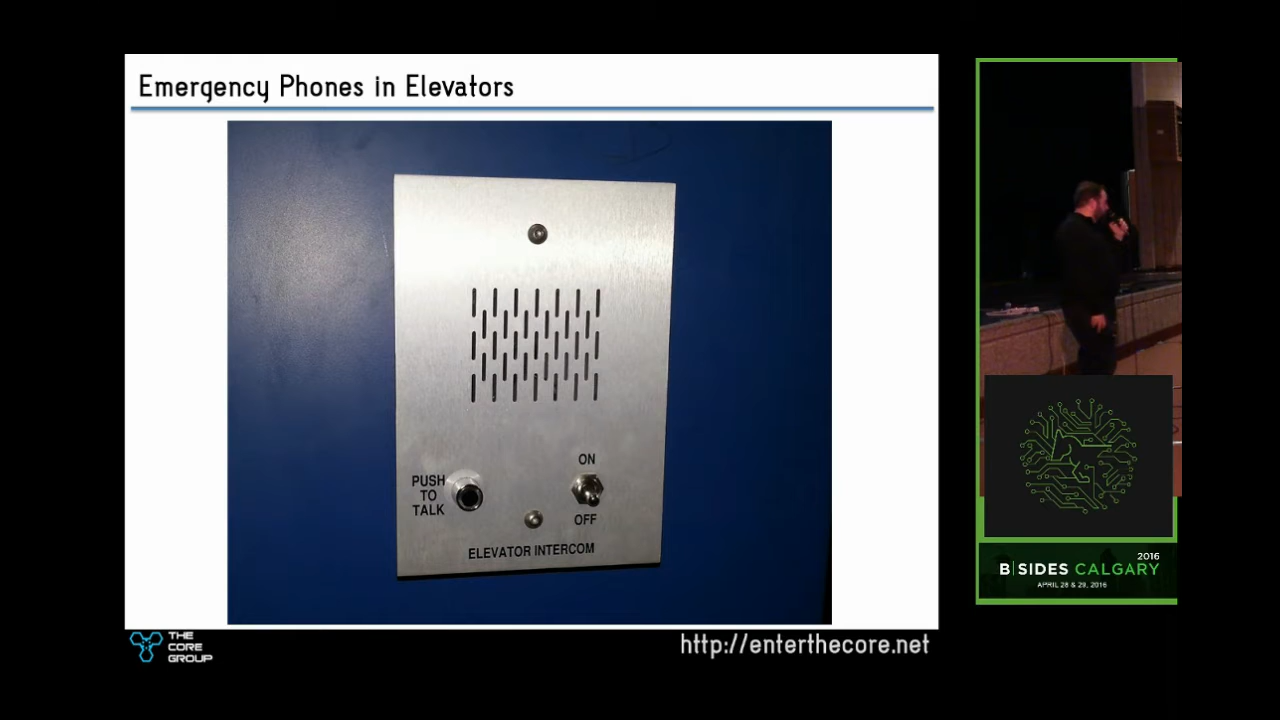 Emergency Phones in Elevators
ON
PUSH
TO
TALK
OFF
ELEVATOR INTERCOM
THE
CORE
GROUP
http://enterthecore.net
2016
B|SIDES CALGARY
APRIL 28 & 29, 2016